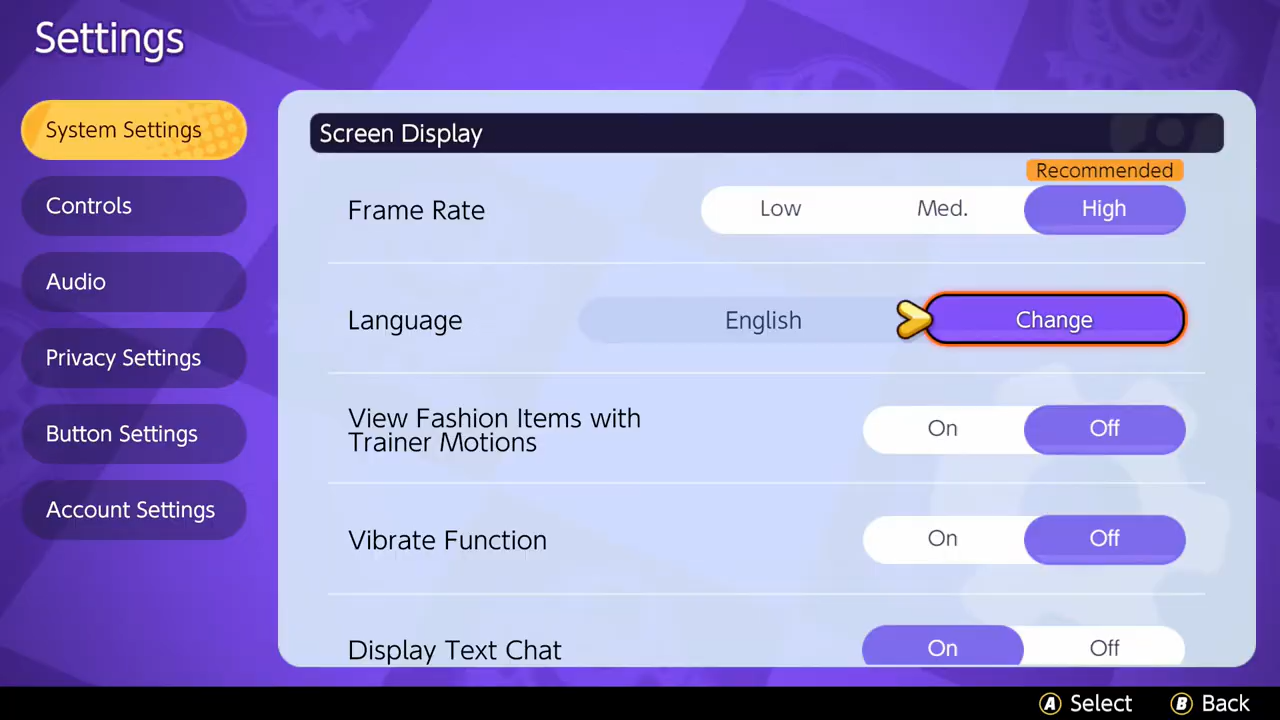 Settings
System Settings
Controls
Audio
Privacy Settings
Button Settings
Account Settings
Screen Display
Recommended
Frame Rate Low Med. High
Language English Change
View Fashion Items with
Trainer Motions On Off
Vibrate Function On Off
Display Text Chat On Off
A Select B Back